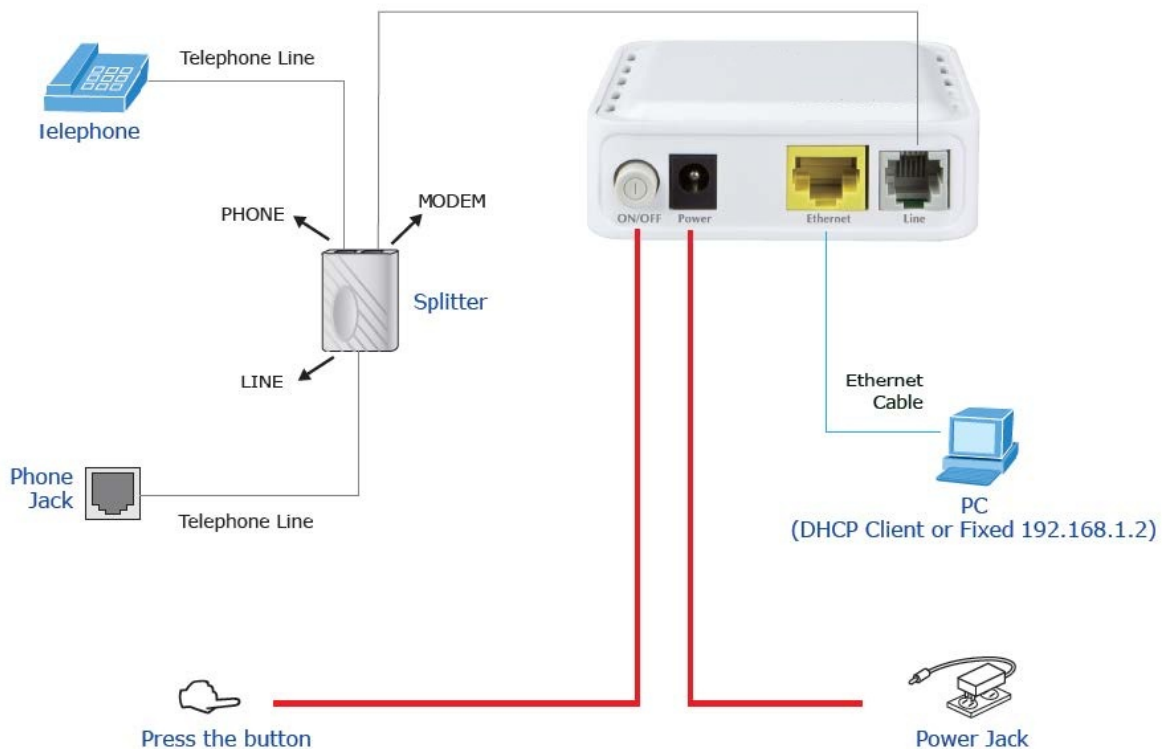 Telephone Line
Ielephone
PHONE
MODEM
Splitter
LINE
Phone
Jack
Telephone Line
ON/OFF
Power
Ethernet
Line
Ethernet
Cable
PC
(DHCP Client or Fixed 192.168.1.2)
Press the button
Power Jack